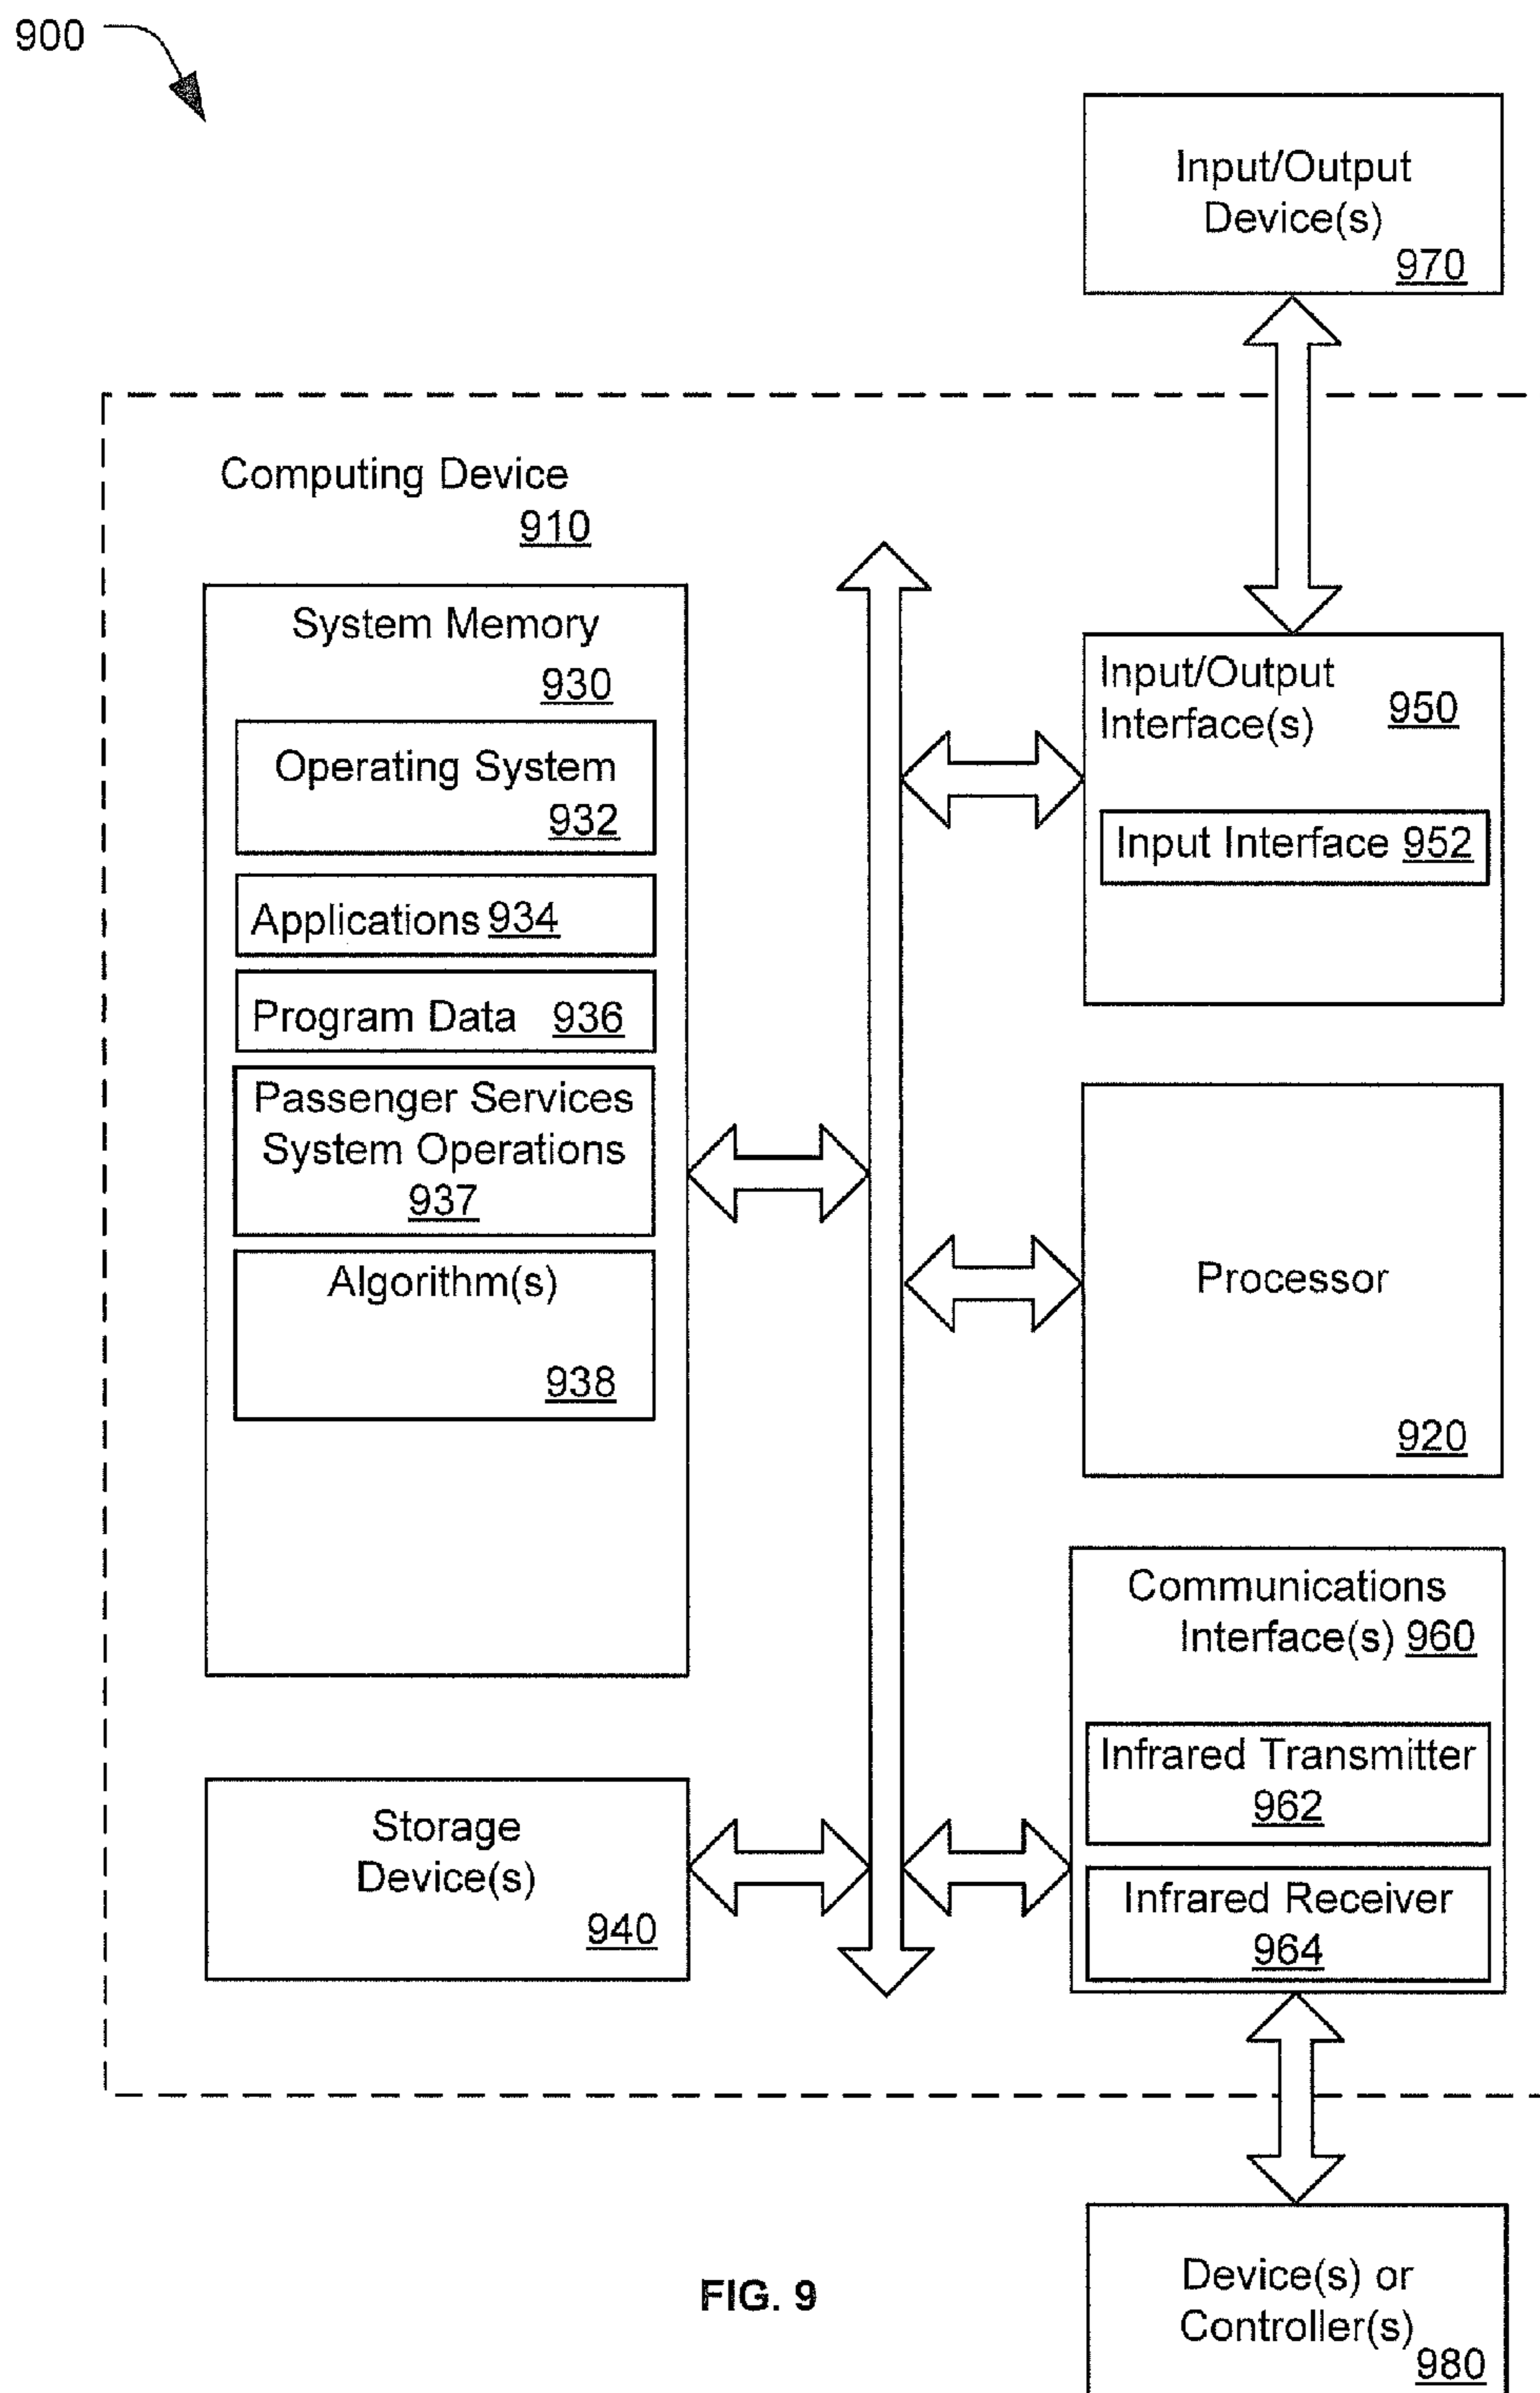 900
Input/Output
Device(s)
970
Computing Device
910
System Memory
930
Operating System
932
Applications 934
Program Data 936
Passenger Services
System Operations
937
Algorithm(s)
938
Storage
Device(s)
940
Input/Output
Interface(s) 950
Input Interface 952
Processor
920
Communications
Interface(s) 960
Infrared Transmitter
962
Infrared Receiver
964
Device(s) or
Controller(s)
980
FIG. 9